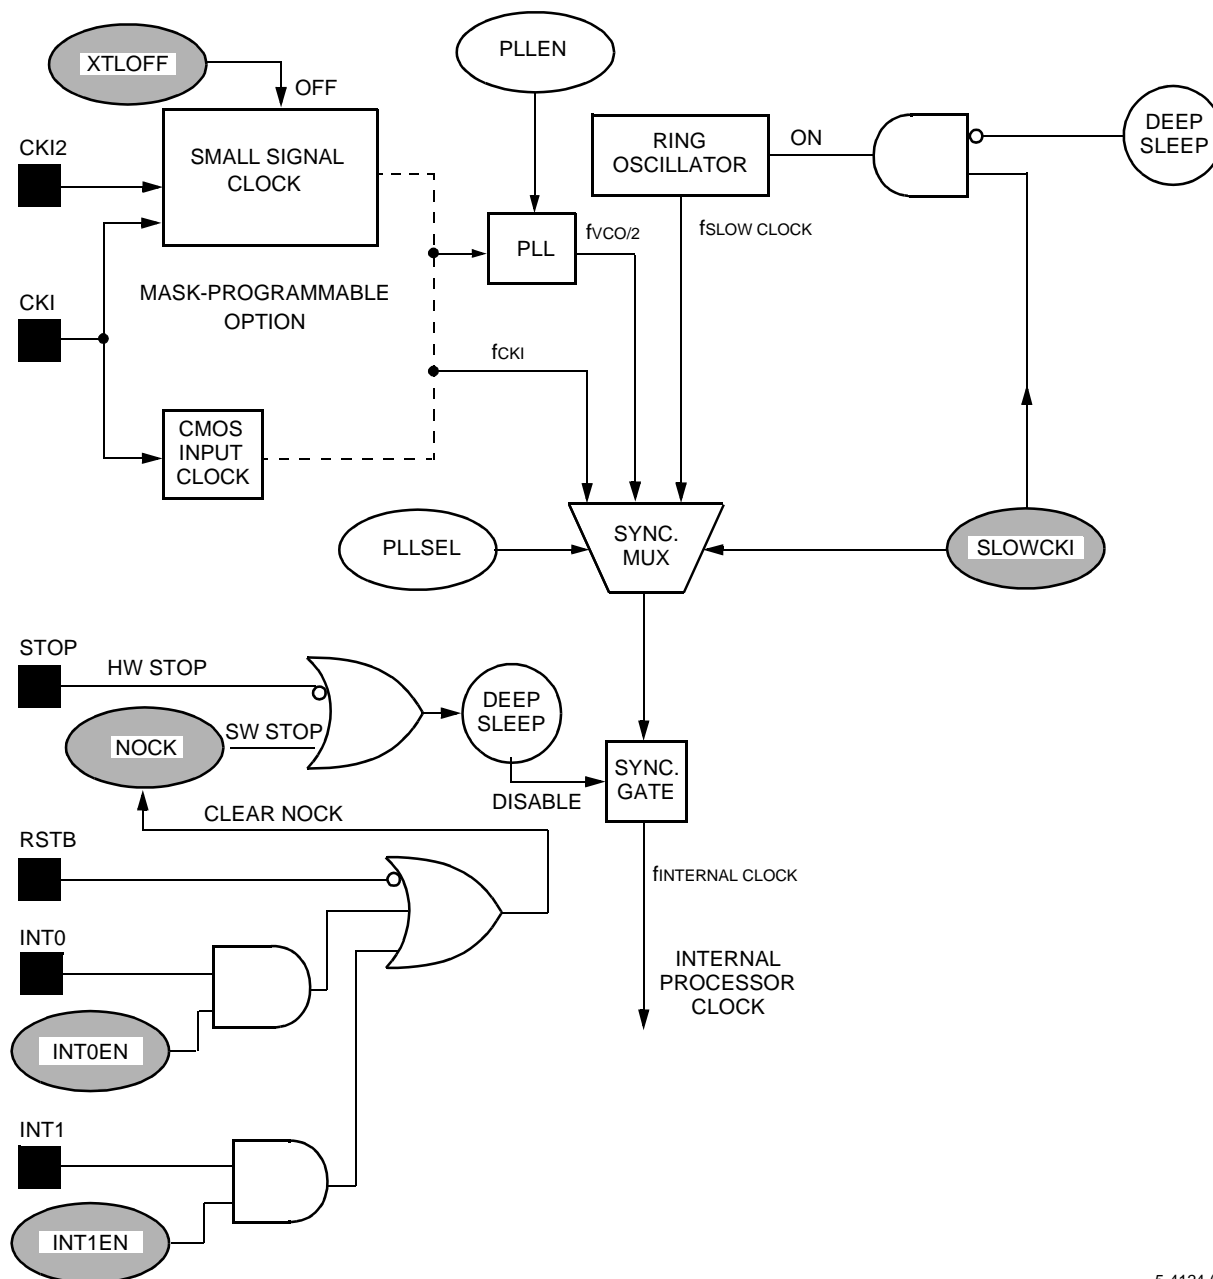 XTLOFF
OFF
PLLEN
CKI2
SMALL SIGNAL
CLOCK
RING
OSCILLATOR
ON
DEEP
SLEEP
fVCO/2
fSLOW CLOCK
PLL
CKI
MASK-PROGRAMMABLE
OPTION
fCKI
CMOS
INPUT
CLOCK
PLLSEL
SYNC.
MUX
SLOWCKI
STOP
HW STOP
NOCK
SW STOP
DEEP
SLEEP
DISABLE
SYNC.
GATE
CLEAR NOCK
RSTB
fINTERNAL CLOCK
INT0
INT0EN
INTERNAL
PROCESSOR
CLOCK
INT1
INT1EN